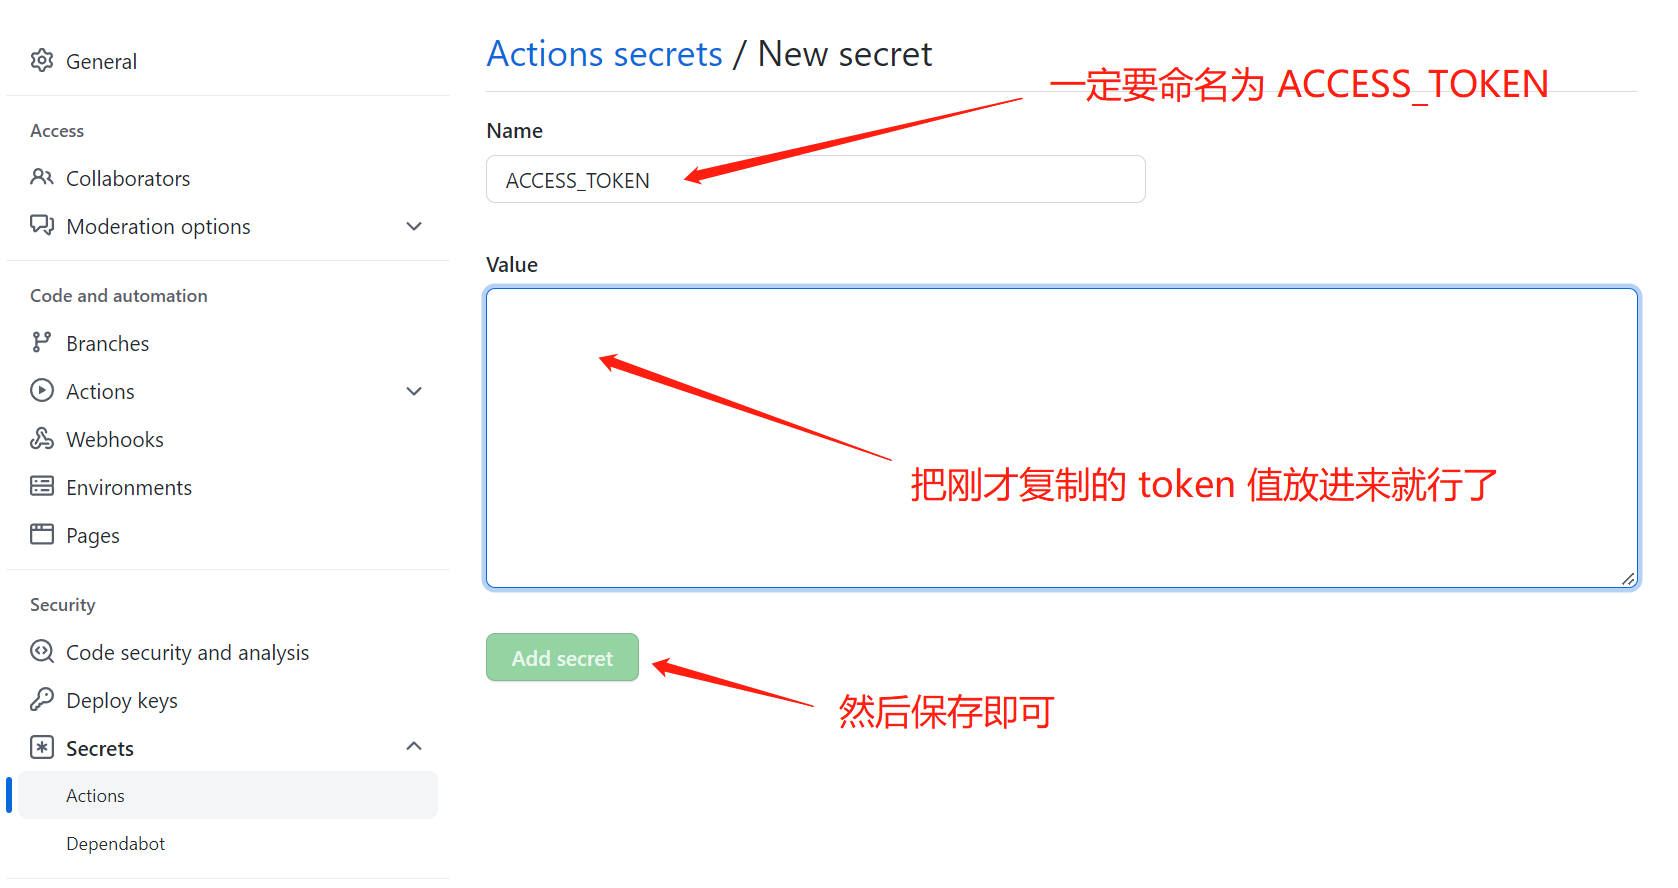 General
Access
Collaborators
Moderation options
Code and automation
Branches
Actions
Webhooks
Environments
Pages
Security
Code security and analysis
Deploy keys
Secrets
Actions
Dependabot
Actions secrets / New secret
一定要命名为 ACCESS_TOKEN
Name
ACCESS_TOKEN
Value
把刚才复制的 token 值放进来就行了
Add secret
然后保存即可